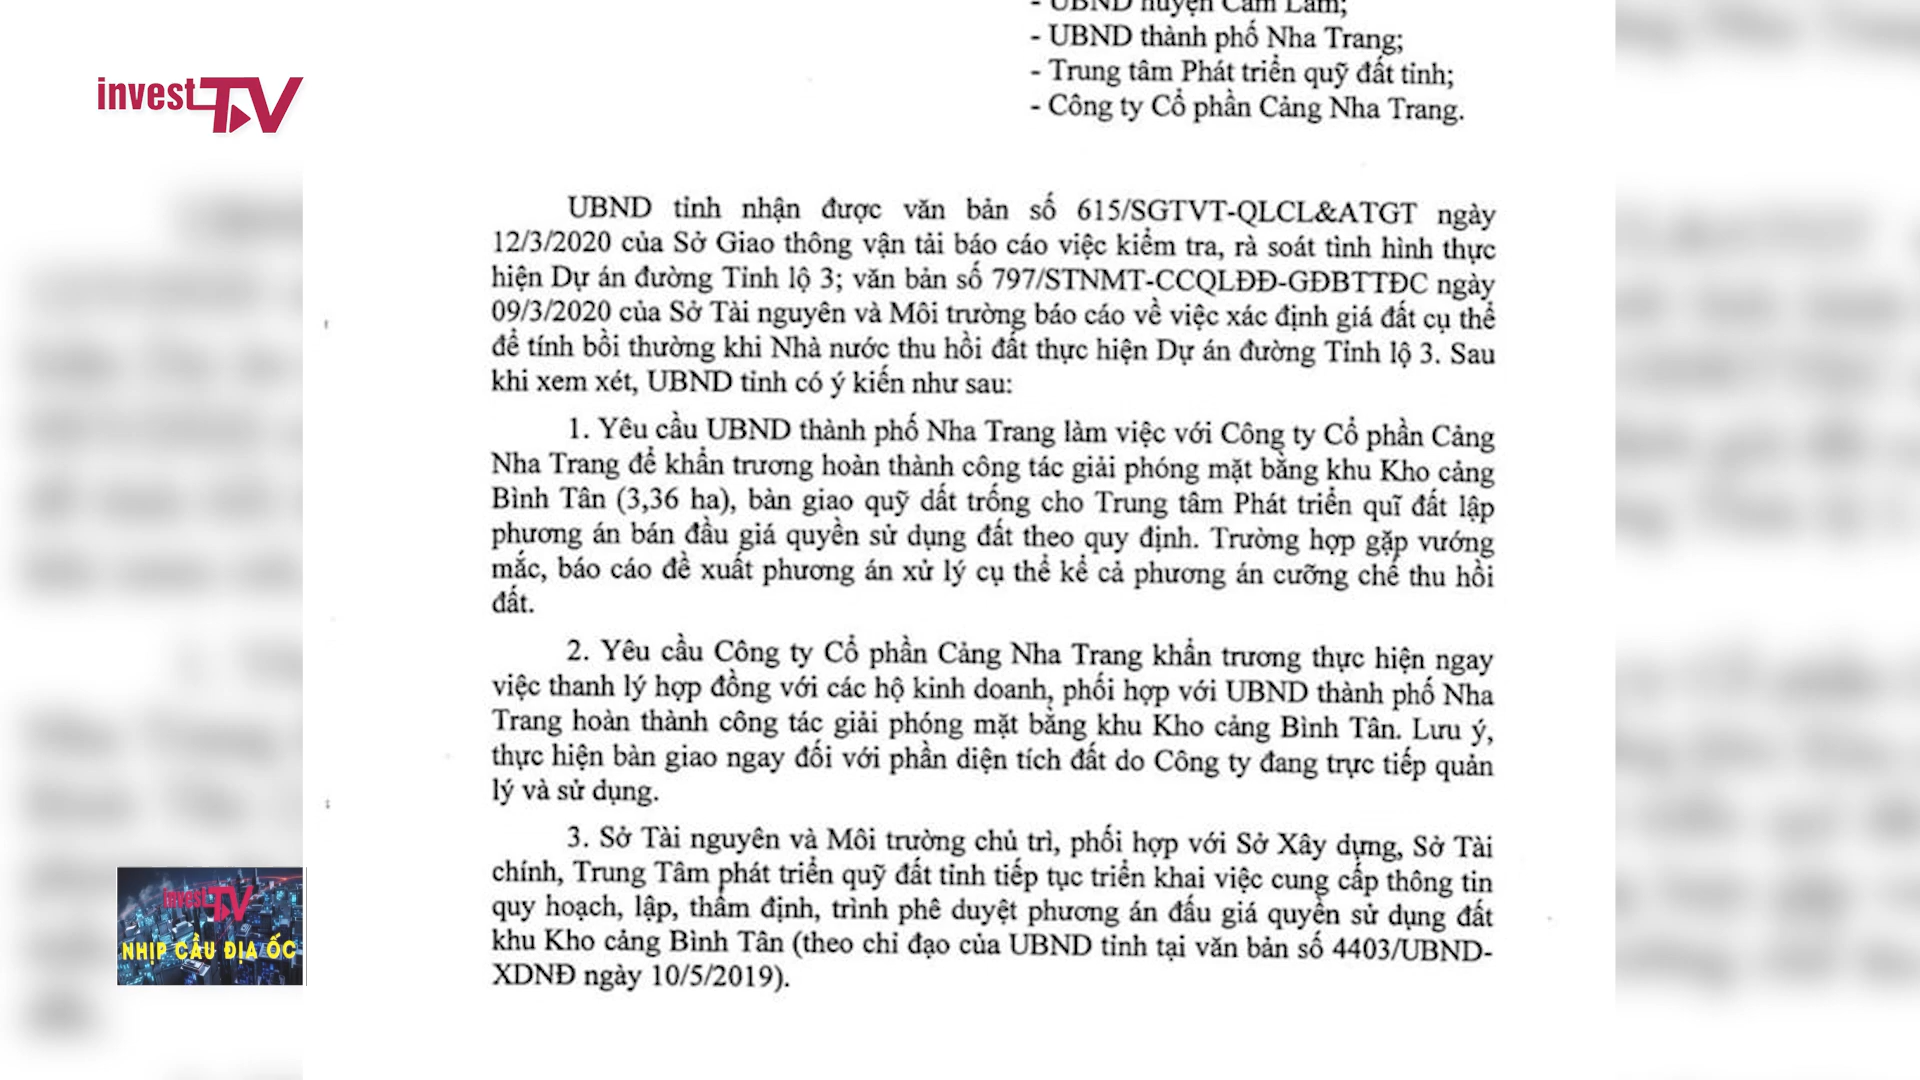 - UBND huyện Cam Lâm;
- UBND thành phố Nha Trang;
- Trung tâm Phát triển quỹ đất tỉnh;
- Công ty Cổ phần Cảng Nha Trang.
invest TV
UBND tỉnh nhận được văn bản số 615/SGTVT-QLCL&ATGT ngày
12/3/2020 của Sở Giao thông vận tải báo cáo việc kiểm tra, rà soát tình hình thực
hiện Dự án đường Tỉnh lộ 3; văn bản số 797/STNMT-CCQLĐĐ-GĐBTTĐC ngày
09/3/2020 của Sở Tài nguyên và Môi trường báo cáo về việc xác định giá đất cụ thể
để tính bồi thường khi Nhà nước thu hồi đất thực hiện Dự án đường Tỉnh lộ 3. Sau
khi xem xét, UBND tỉnh có ý kiến như sau:
1. Yêu cầu UBND thành phố Nha Trang làm việc với Công ty Cổ phần Cảng
Nha Trang để khẩn trương hoàn thành công tác giải phóng mặt bằng khu Kho cảng
Bình Tân (3,36 ha), bàn giao quỹ dất trống cho Trung tâm Phát triển quĩ đất lập
phương án bán đầu giá quyền sử dụng đất theo quy định. Trường hợp gặp vướng
mắc, báo cáo đề xuất phương án xử lý cụ thể kể cả phương án cưỡng chế thu hồi
đất.
2. Yêu cầu Công ty Cổ phần Cảng Nha Trang khẩn trương thực hiện ngay
việc thanh lý hợp đồng với các hộ kinh doanh, phối hợp với UBND thành phố Nha
Trang hoàn thành công tác giải phóng mặt bằng khu Kho cảng Bình Tân. Lưu ý,
thực hiện bàn giao ngay đối với phần diện tích đất do Công ty đang trực tiếp quản
lý và sử dụng.
3. Sở Tài nguyên và Môi trường chủ trì, phối hợp với Sở Xây dựng, Sở Tài
chính, Trung Tâm phát triển quỹ đất tỉnh tiếp tục triển khai việc cung cấp thông tin
quy hoạch, lập, thẩm định, trình phê duyệt phương án đấu giá quyền sử dụng đất
khu Kho cảng Bình Tân (theo chỉ đạo của UBND tỉnh tại văn bản số 4403/UBND-
XDNĐ ngày 10/5/2019).
invest TV
NHỊP CẦU ĐỊA ỐC